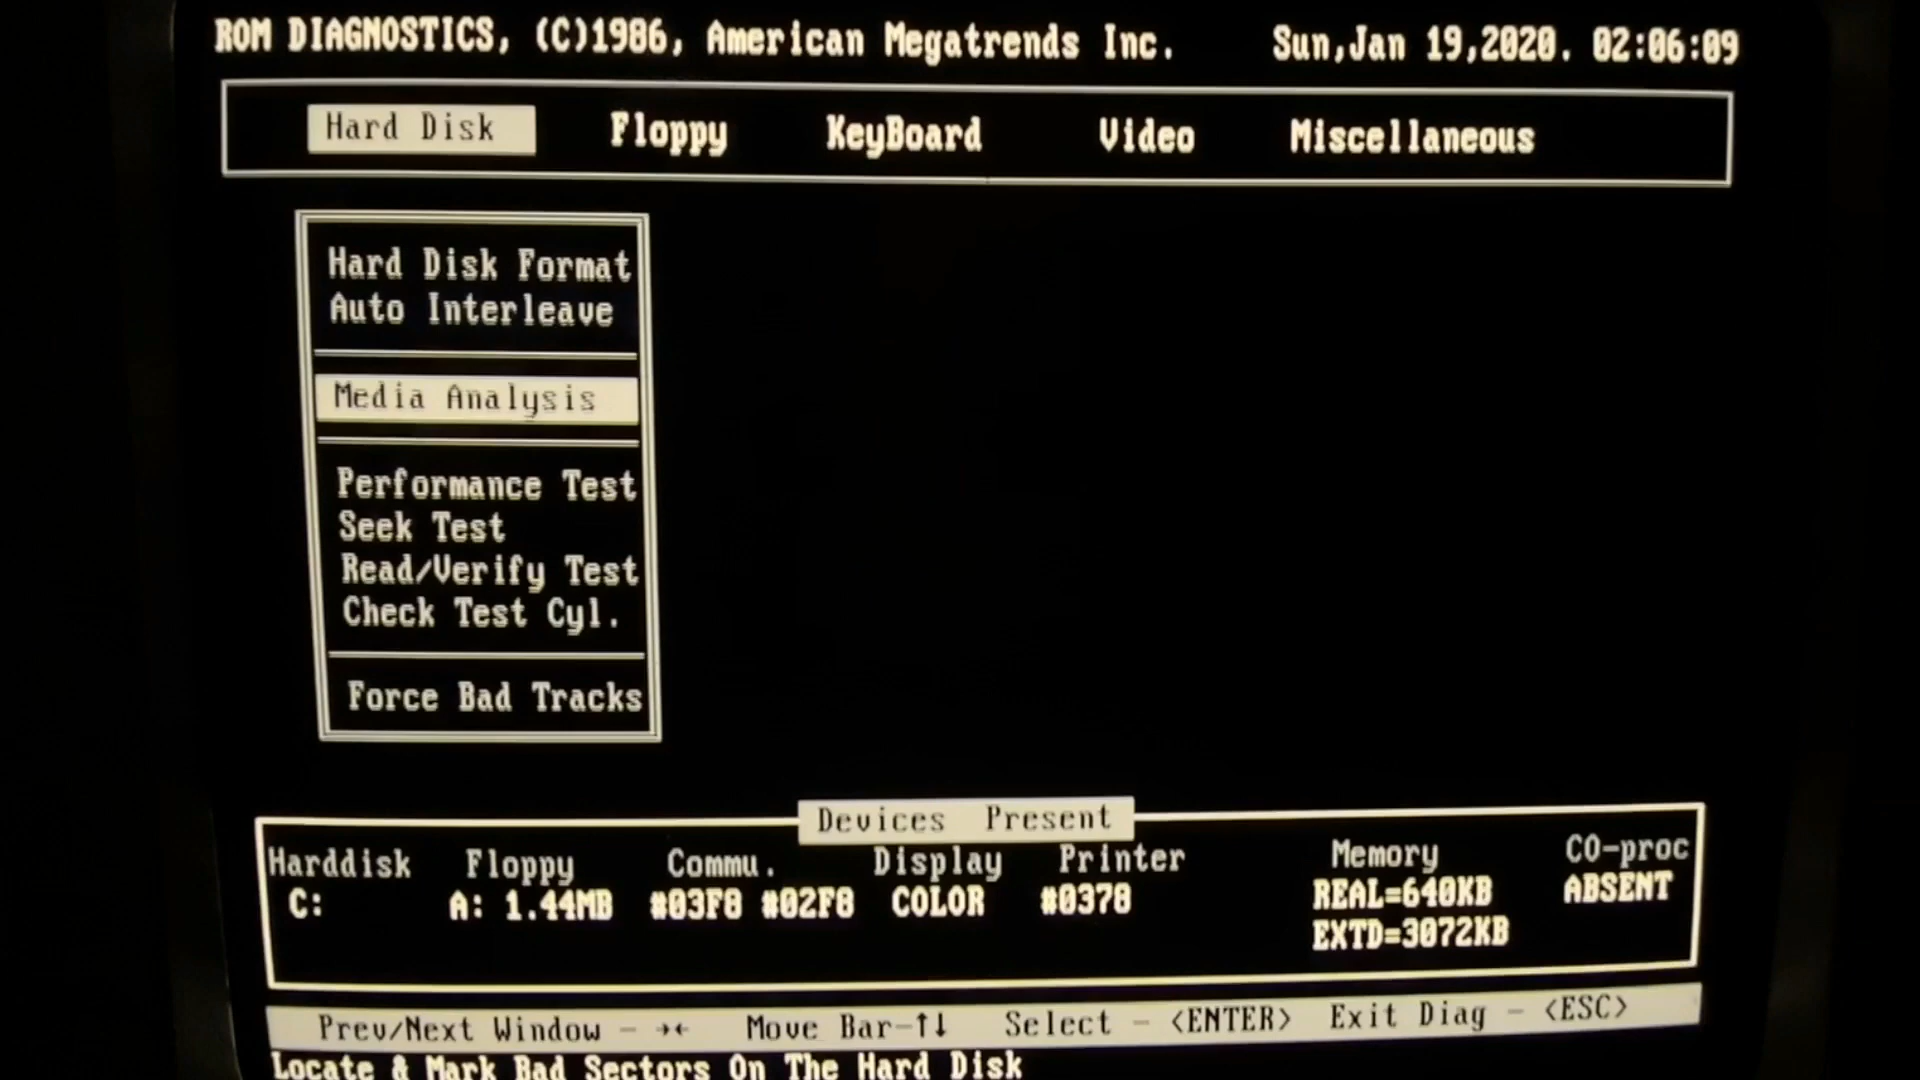 ROM DIAGNOSTICS, (C)1986, American Megatrends Inc. Sun,Jan 19,2020. 02:06:09
Hard Disk Floppy KeyBoard Video Miscellaneous
Hard Disk Format
Auto Interleave
Media Analysis
Performance Test
Seek Test
Read/Verify Test
Check Test Cyl.
Force Bad Tracks
Devices Present
Harddisk Floppy Commu. Display Printer Memory CO-proc
C: A: 1.44MB #03F8 #02F8 COLOR #0378 REAL=640KB ABSENT
EXTD=3072KB
Prev/Next Window - →← Move Bar-↑↓ Select - <ENTER> Exit Diag - <ESC>
Locate & Mark Bad Sectors On The Hard Disk